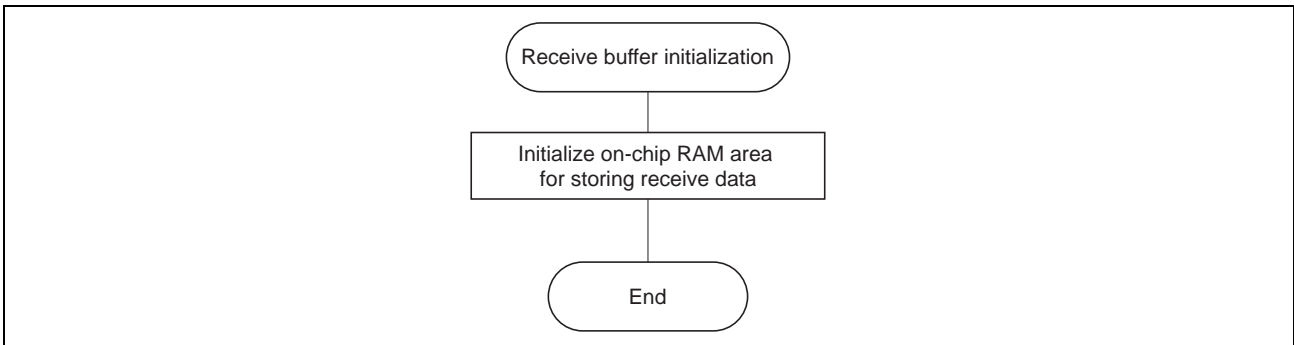 Receive buffer initialization
Initialize on-chip RAM area
for storing receive data
End